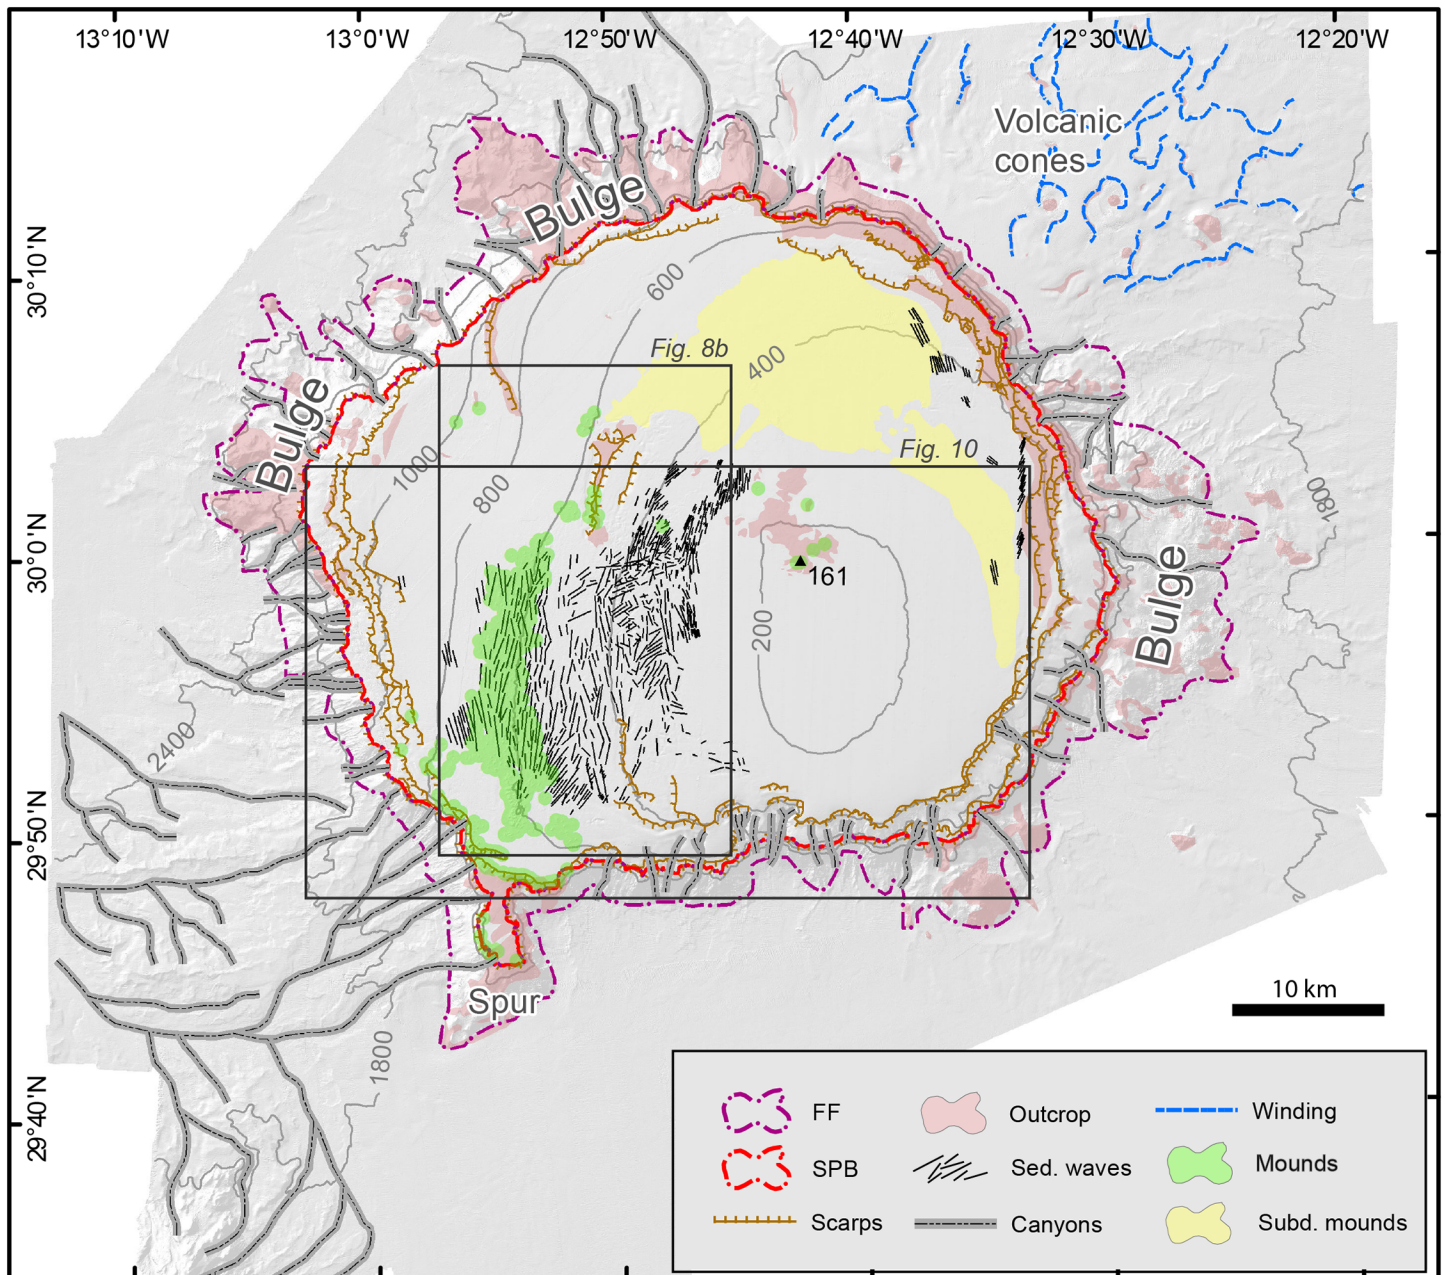 13°10'W 13°0'W 12°50'W 12°40'W 12°30'W 12°20'W
Volcanic
cones
Bulge
30°10'N
600
Fig. 8b
400
Bulge
Fig. 10
1000
800
1800
30°0'N
161
Bulge
200
2400
29°50'N
10 km
Spur
1800
29°40'N
FF
Outcrop
Winding
SPB
Sed. waves
Mounds
Scarps
Canyons
Subd. mounds